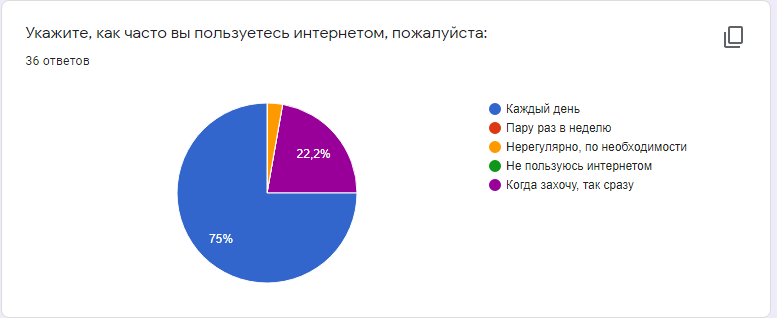 Укажите, как часто вы пользуетесь интернетом, пожалуйста:
36 ответов
22,2%
75%
Каждый день
Пару раз в неделю
Нерегулярно, по необходимости
Не пользуюсь интернетом
Когда захочу, так сразу